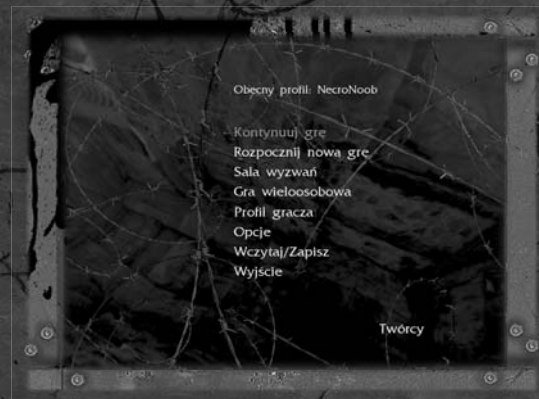 Obecny profil: NecroNoob
Kontynuuj grę
Rozpocznij nową grę
Sala wyzwań
Gra wieloosobowa
Profil gracza
Opcje
Wczytaj/Zapisz
Wyjście
Twórcy